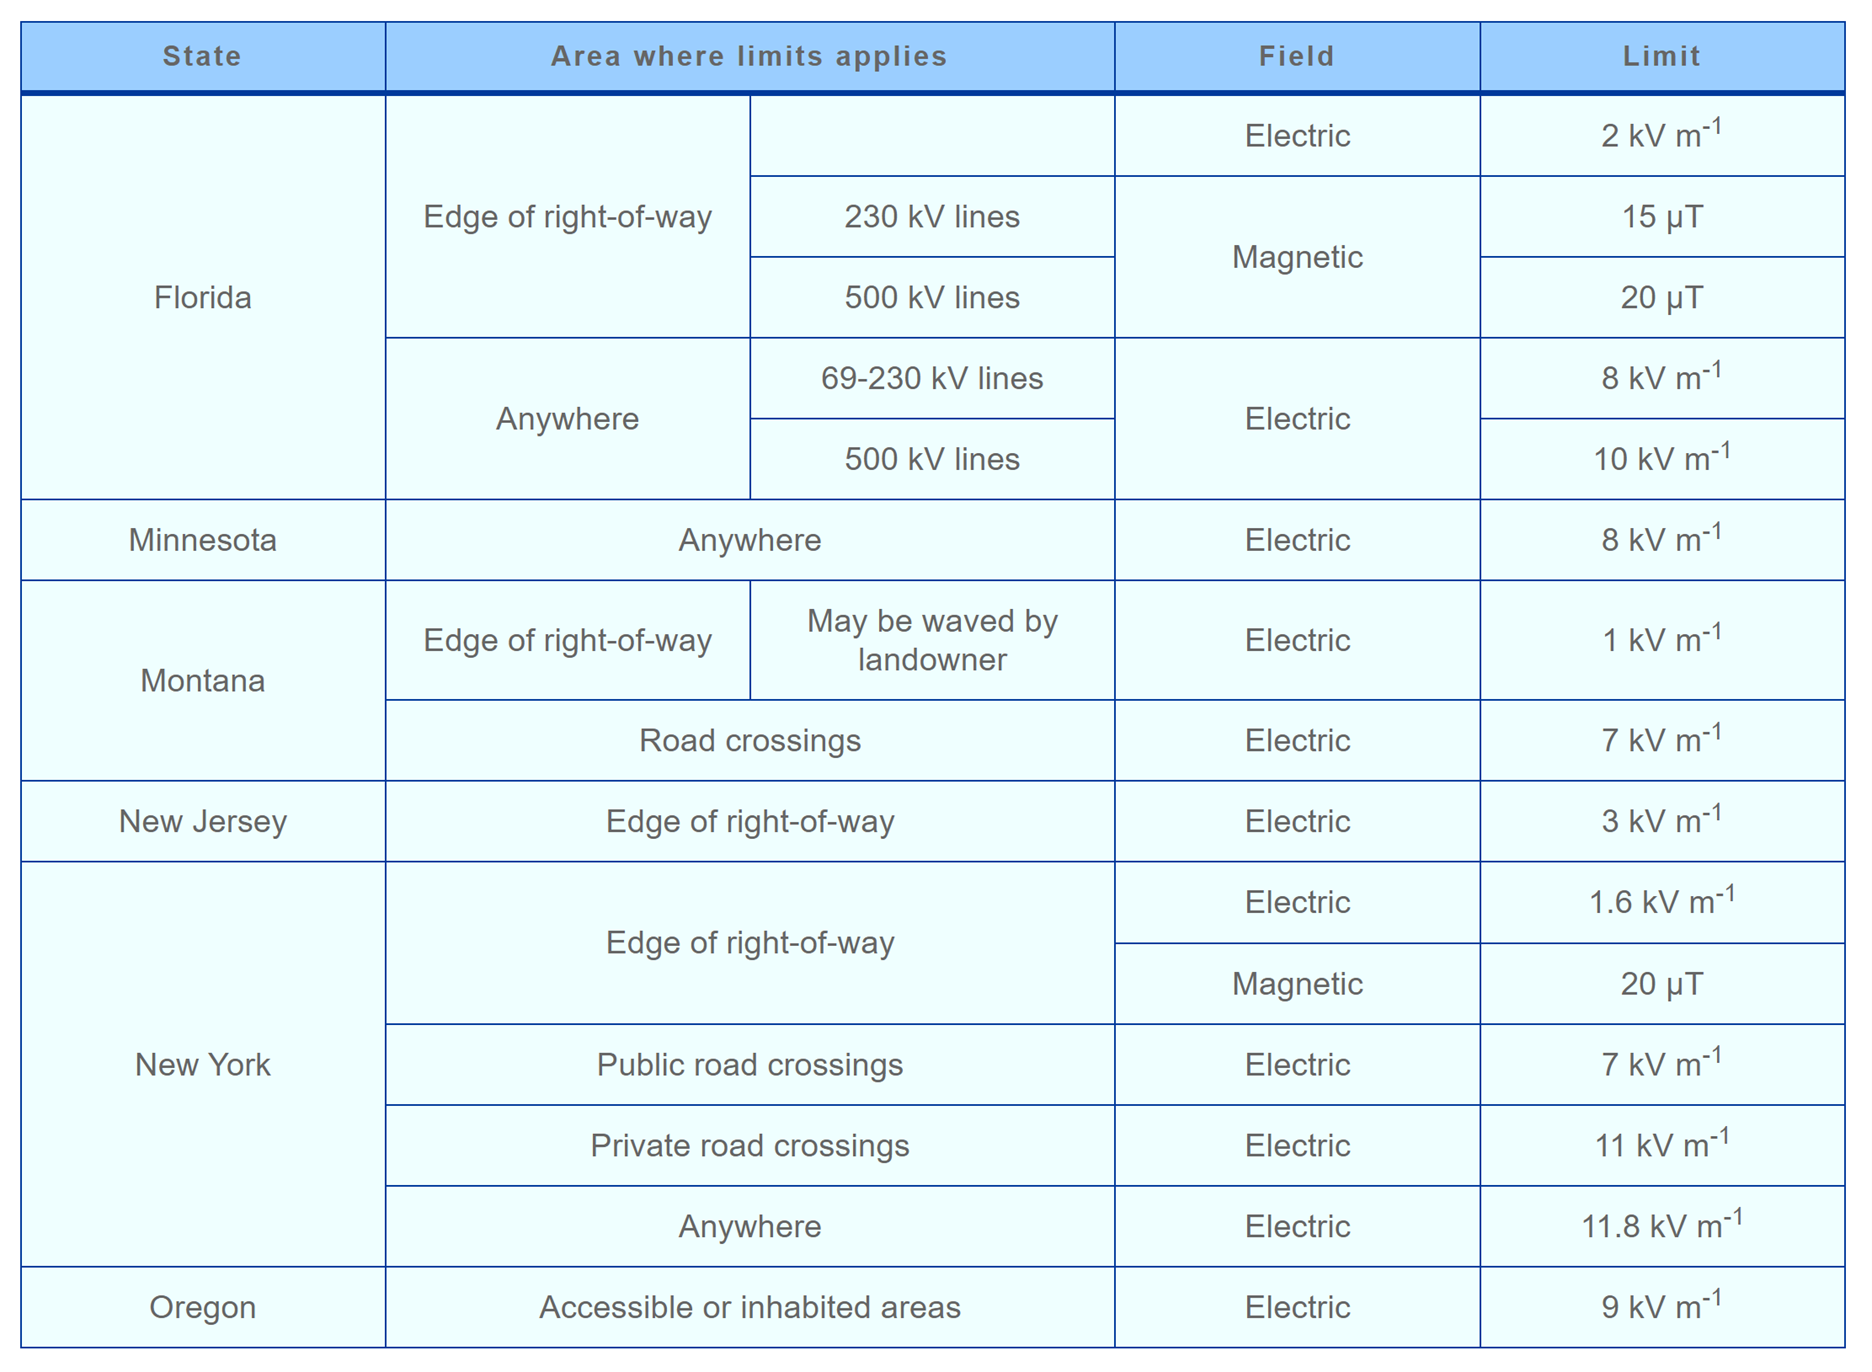 State Area where limits applies Field Limit
Florida Edge of right-of-way Electric 2 kV m⁻¹
230 kV lines Magnetic 15 µT
500 kV lines 20 µT
Anywhere 69-230 kV lines Electric 8 kV m⁻¹
500 kV lines 10 kV m⁻¹
Minnesota Anywhere Electric 8 kV m⁻¹
Montana Edge of right-of-way May be waved by
landowner Electric 1 kV m⁻¹
Road crossings Electric 7 kV m⁻¹
New Jersey Edge of right-of-way Electric 3 kV m⁻¹
New York Edge of right-of-way Electric 1.6 kV m⁻¹
Magnetic 20 µT
Public road crossings Electric 7 kV m⁻¹
Private road crossings Electric 11 kV m⁻¹
Anywhere Electric 11.8 kV m⁻¹
Oregon Accessible or inhabited areas Electric 9 kV m⁻¹